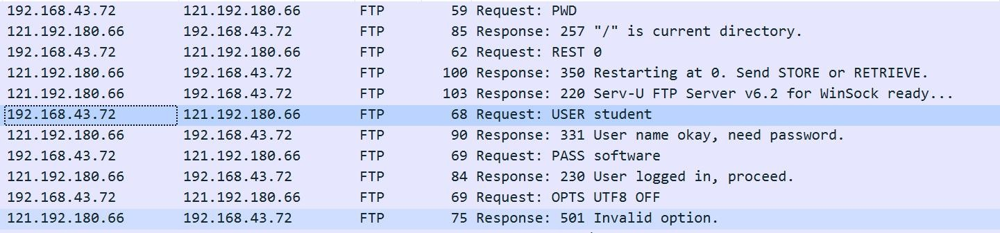 192.168.43.72 121.192.180.66 FTP 59 Request: PWD
121.192.180.66 192.168.43.72 FTP 85 Response: 257 "/" is current directory.
192.168.43.72 121.192.180.66 FTP 62 Request: REST 0
121.192.180.66 192.168.43.72 FTP 100 Response: 350 Restarting at 0. Send STORE or RETRIEVE.
121.192.180.66 192.168.43.72 FTP 103 Response: 220 Serv-U FTP Server v6.2 for WinSock ready...
192.168.43.72 121.192.180.66 FTP 68 Request: USER student
121.192.180.66 192.168.43.72 FTP 90 Response: 331 User name okay, need password.
192.168.43.72 121.192.180.66 FTP 69 Request: PASS software
121.192.180.66 192.168.43.72 FTP 84 Response: 230 User logged in, proceed.
192.168.43.72 121.192.180.66 FTP 69 Request: OPTS UTF8 OFF
121.192.180.66 192.168.43.72 FTP 75 Response: 501 Invalid option.